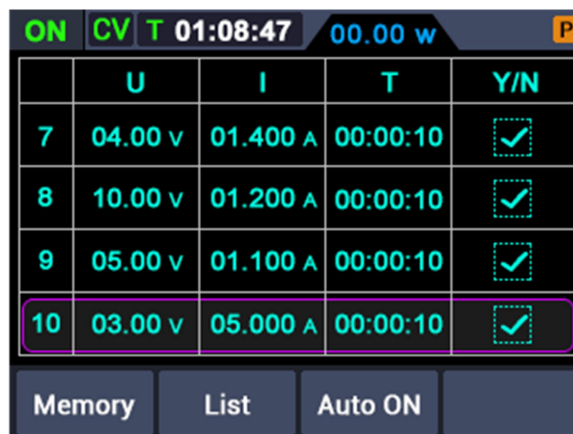 ON CV T 01:08:47 00.00 W P
U I T Y/N
7 04.00 V 01.400 A 00:00:10
8 10.00 V 01.200 A 00:00:10
9 05.00 V 01.100 A 00:00:10
10 03.00 V 05.000 A 00:00:10
Memory List Auto ON